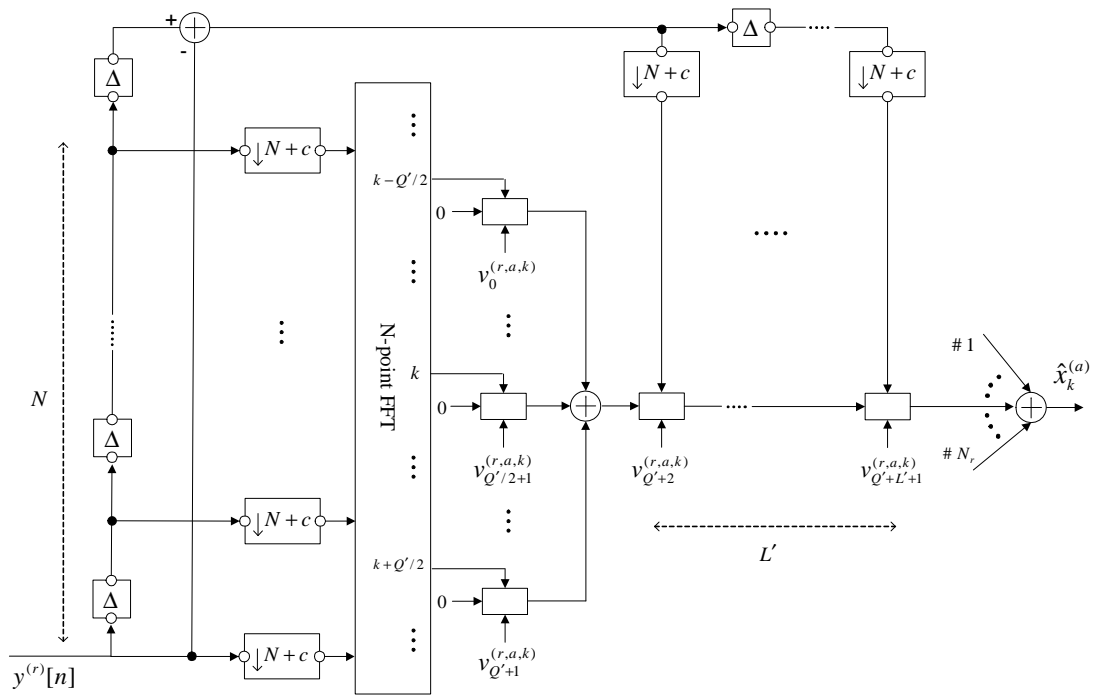 +
-
Δ
Δ
....
↓ N + c
↓ N + c
↓ N + c
k − Q′/2
0
v_0^{(r,a,k)}
....
N
N-point FFT
# 1
k
0
x̂_k^{(a)}
....
v_{Q′/2+1}^{(r,a,k)}
v_{Q′+2}^{(r,a,k)}
v_{Q′+L′+1}^{(r,a,k)}
# N_r
Δ
↓ N + c
L′
k + Q′/2
0
Δ
↓ N + c
v_{Q′+1}^{(r,a,k)}
y^{(r)}[n]